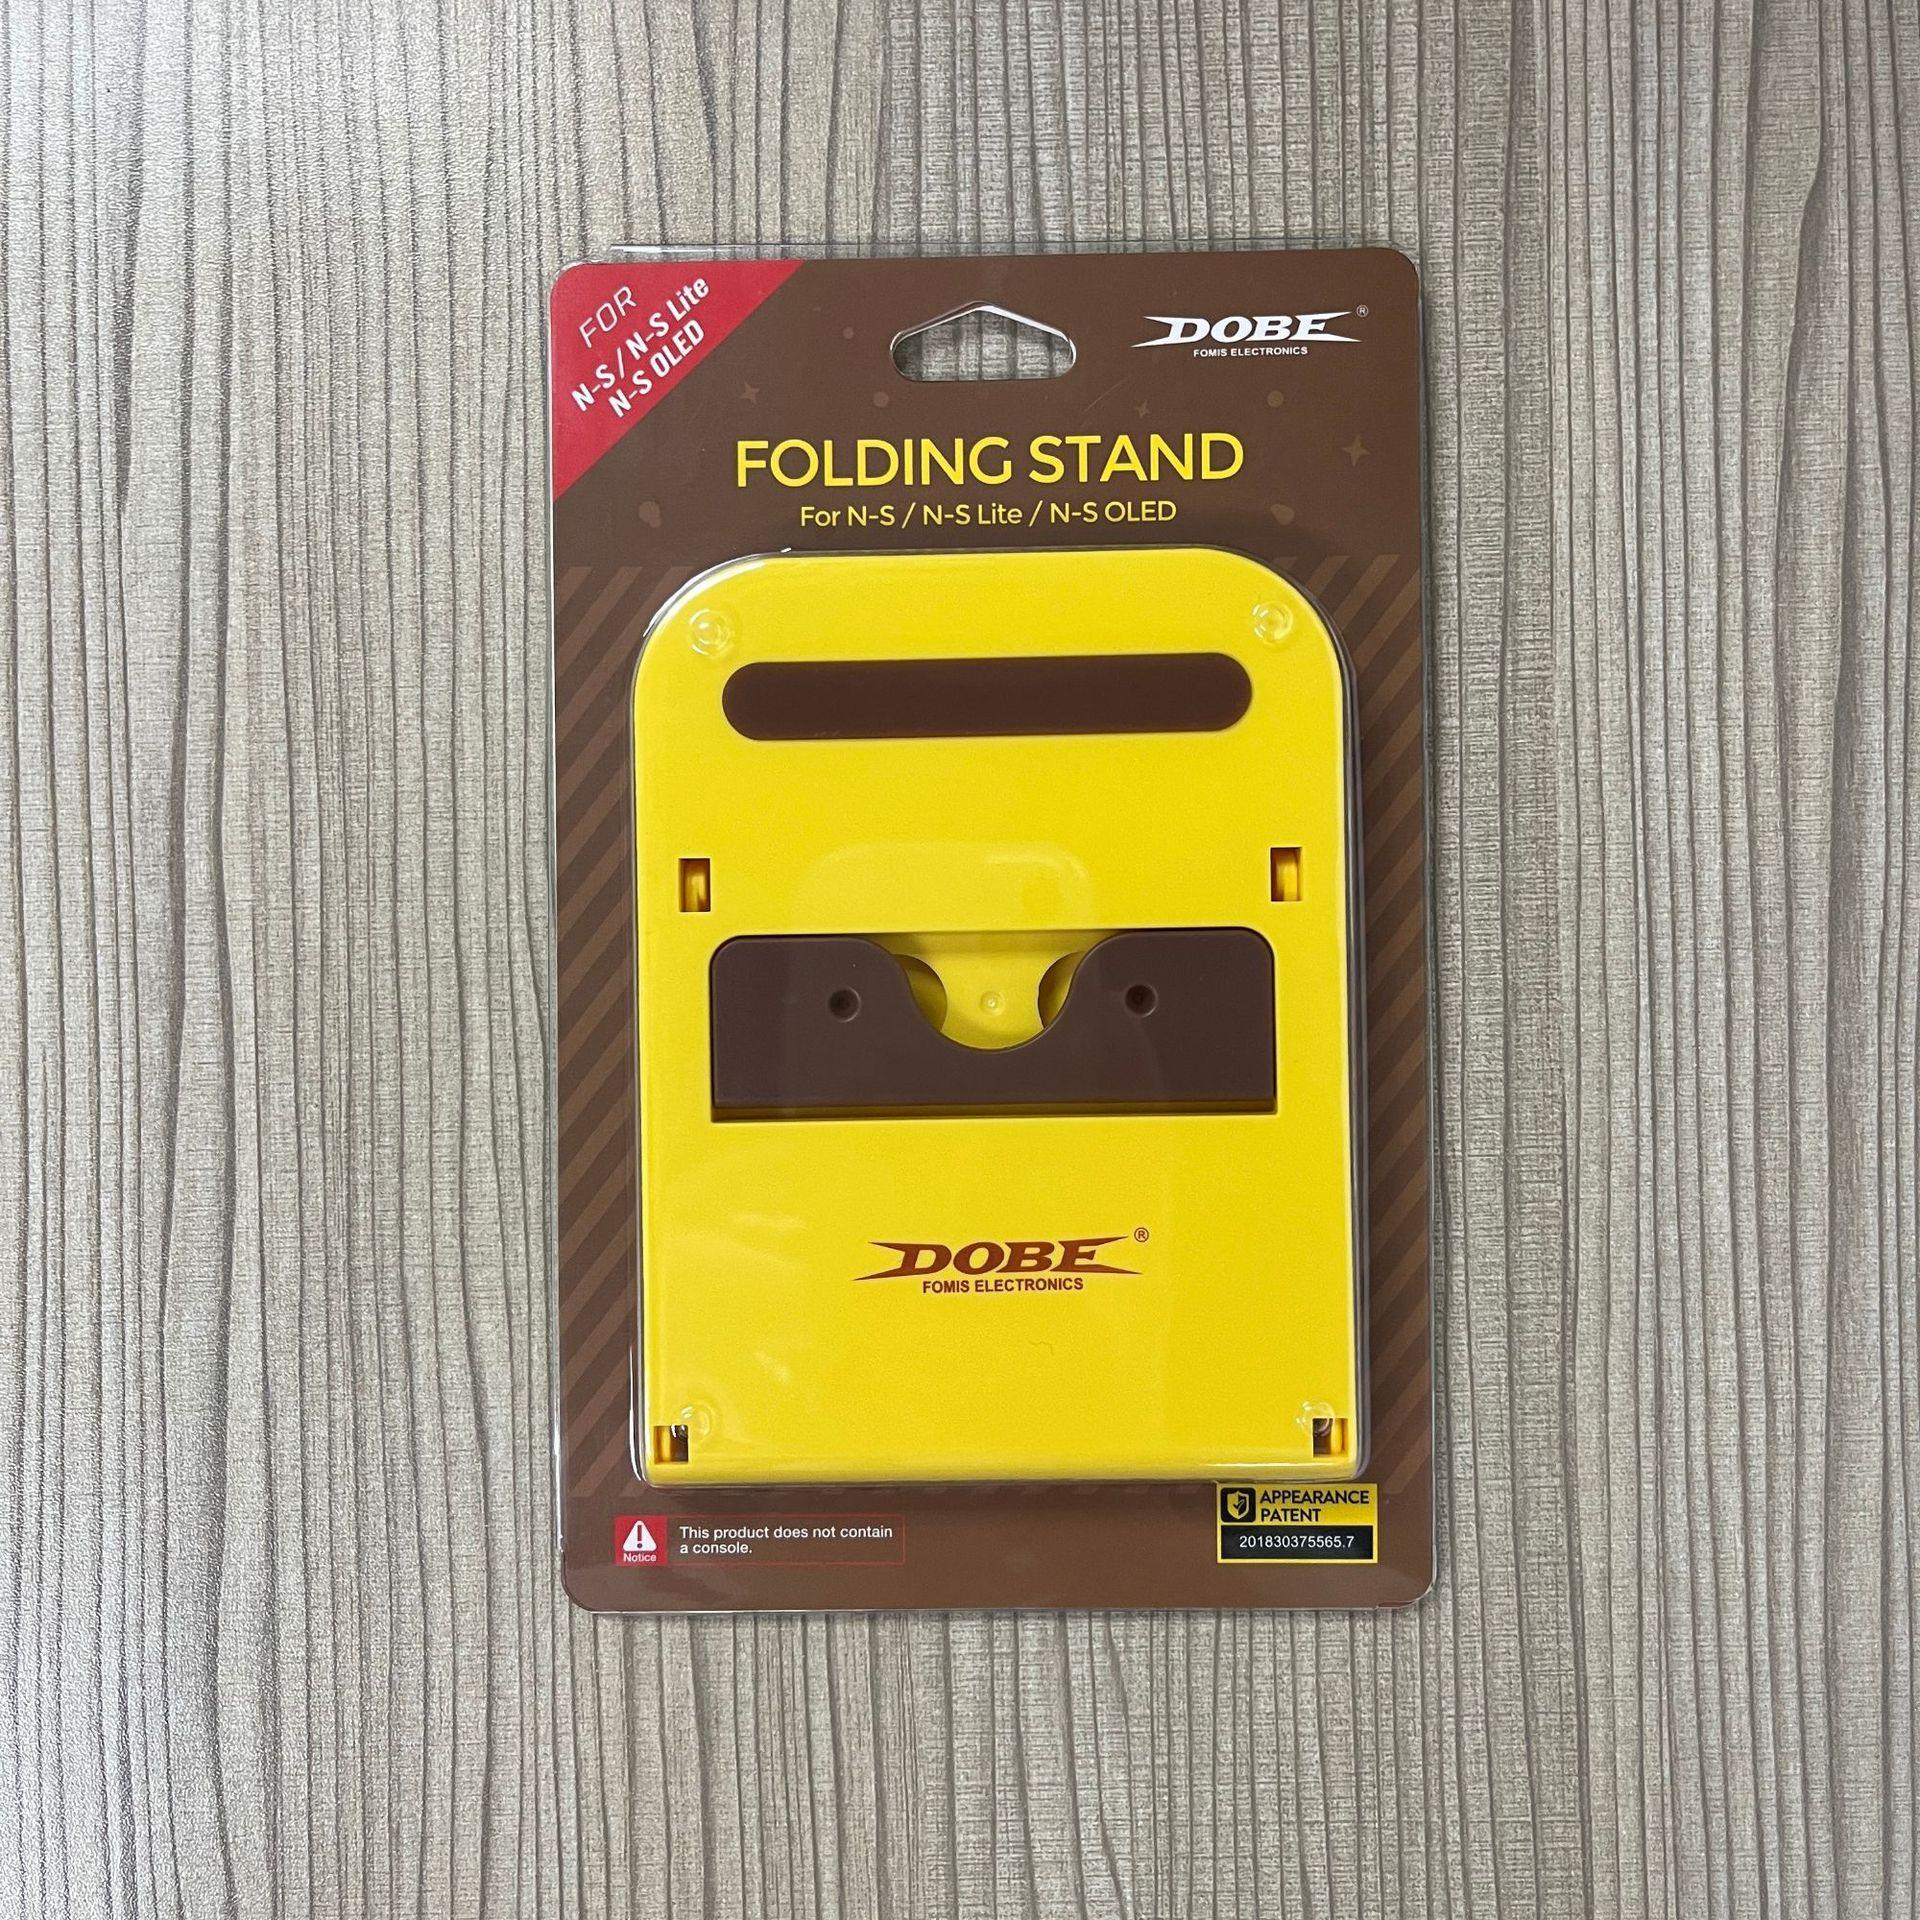 FOR
N-S / N-S Lite
N-S OLED
DOBE®
FOMIS ELECTRONICS
FOLDING STAND
For N-S / N-S Lite / N-S OLED
DOBE®
FOMIS ELECTRONICS
Notice
This product does not contain
a console.
APPEARANCE
PATENT
201830375565.7